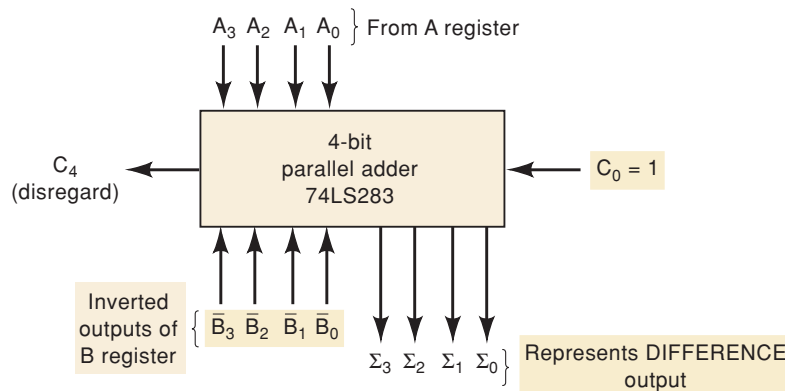 A₃ A₂ A₁ A₀ } From A register
4-bit
parallel adder
74LS283
C₄
(disregard)
C₀ = 1
Inverted
outputs of
B register
{ B̅₃ B̅₂ B̅₁ B̅₀
Σ₃ Σ₂ Σ₁ Σ₀ }
Represents DIFFERENCE
output